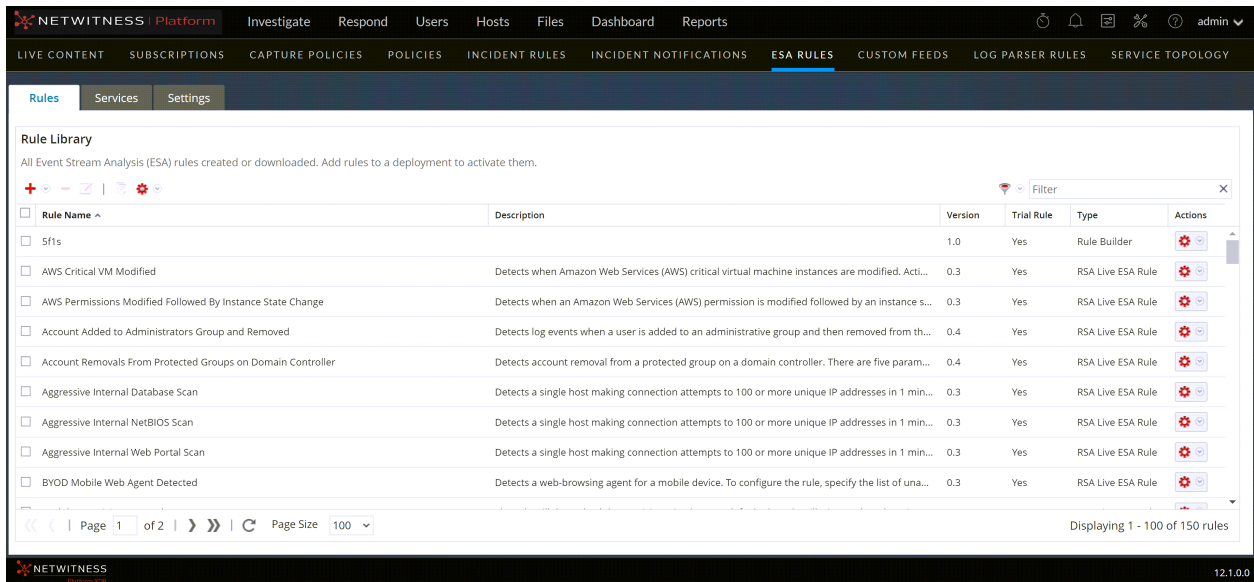 NETWITNESS | Platform Investigate Respond Users Hosts Files Dashboard Reports admin
LIVE CONTENT SUBSCRIPTIONS CAPTURE POLICIES POLICIES INCIDENT RULES INCIDENT NOTIFICATIONS ESA RULES CUSTOM FEEDS LOG PARSER RULES SERVICE TOPOLOGY
Rules Services Settings
Rule Library
All Event Stream Analysis (ESA) rules created or downloaded. Add rules to a deployment to activate them.
Filter
Rule Name Description Version Trial Rule Type Actions
5f1s 1.0 Yes Rule Builder
AWS Critical VM Modified Detects when Amazon Web Services (AWS) critical virtual machine instances are modified. Acti... 0.3 Yes RSA Live ESA Rule
AWS Permissions Modified Followed By Instance State Change Detects when an Amazon Web Services (AWS) permission is modified followed by an instance s... 0.3 Yes RSA Live ESA Rule
Account Added to Administrators Group and Removed Detects log events when a user is added to an administrative group and then removed from th... 0.4 Yes RSA Live ESA Rule
Account Removals From Protected Groups on Domain Controller Detects account removal from a protected group on a domain controller. There are five param... 0.4 Yes RSA Live ESA Rule
Aggressive Internal Database Scan Detects a single host making connection attempts to 100 or more unique IP addresses in 1 min... 0.3 Yes RSA Live ESA Rule
Aggressive Internal NetBIOS Scan Detects a single host making connection attempts to 100 or more unique IP addresses in 1 min... 0.3 Yes RSA Live ESA Rule
Aggressive Internal Web Portal Scan Detects a single host making connection attempts to 100 or more unique IP addresses in 1 min... 0.3 Yes RSA Live ESA Rule
BYOD Mobile Web Agent Detected Detects a web-browsing agent for a mobile device. To configure the rule, specify the list of una... 0.3 Yes RSA Live ESA Rule
Page 1 of 2 Page Size 100 Displaying 1 - 100 of 150 rules
NETWITNESS 12.1.0.0